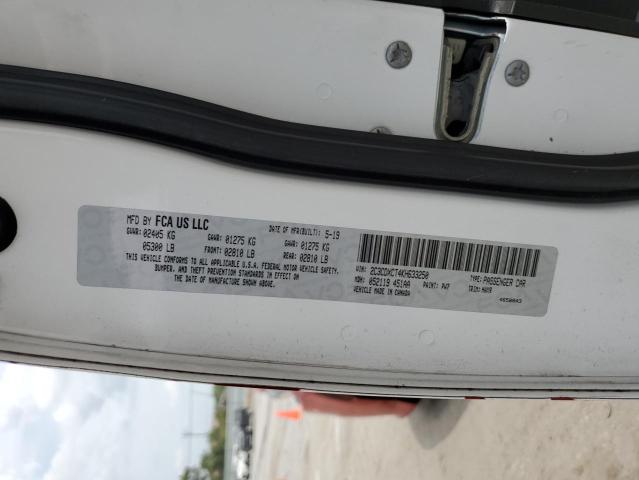 MFD BY FCA US LLC
DATE OF MFR(BUILT): 5-19
GVWR: 02405 KG
GAWR: 01275 KG
GAWR: 01275 KG
05300 LB
FRONT: 02810 LB
REAR: 02810 LB
THIS VEHICLE CONFORMS TO ALL APPLICABLE U.S.A. FEDERAL MOTOR VEHICLE SAFETY,
BUMPER, AND THEFT PREVENTION STANDARDS IN EFFECT ON
THE DATE OF MANUFACTURE SHOWN ABOVE.
VIN: 2C3CDXCT4KH633250
TYPE: PASSENGER CAR
MDH: 052119 451AA
PAINT: PW7
TRIM:
VEHICLE MADE IN CANADA